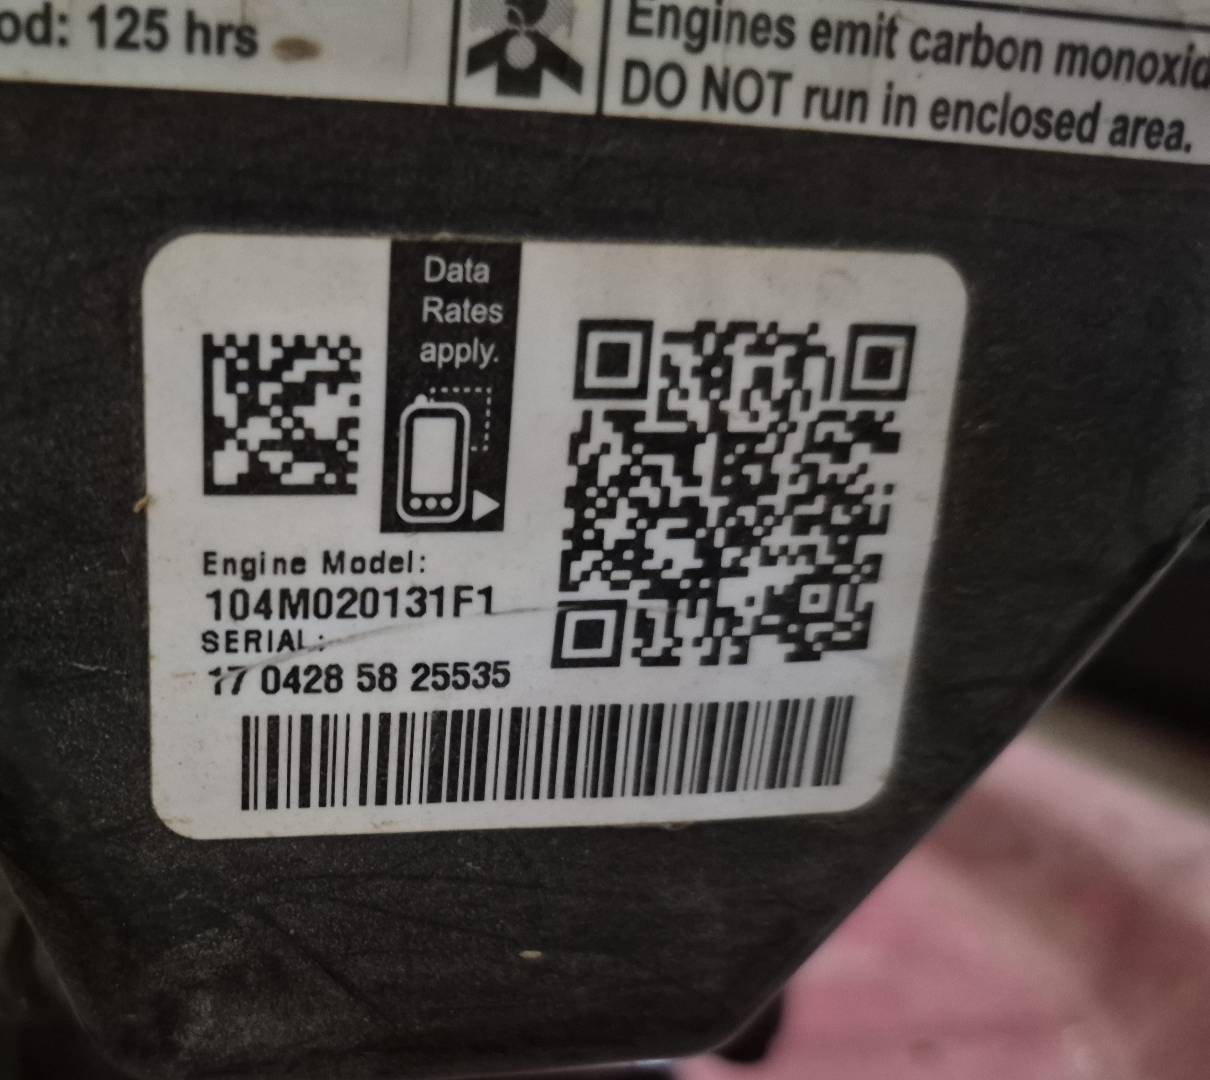 od: 125 hrs
Engines emit carbon monoxid
DO NOT run in enclosed area.
Data
Rates
apply.
Engine Model:
104M020131F1
SERIAL:
17 0428 58 25535